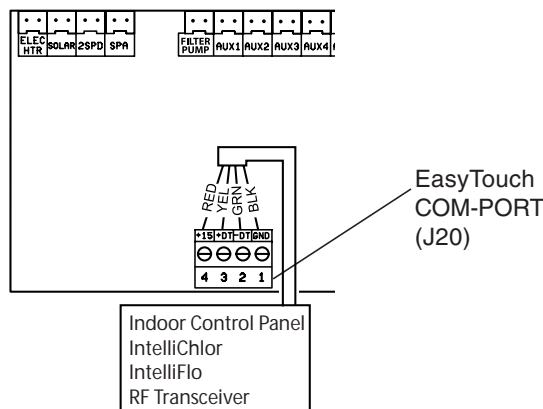 ELEC HTR SOLAR 2SPD SPA FILTER PUMP AUX1 AUX2 AUX3 AUX4
RED YEL GRN BLK
+15 +DT -DT GND
4 3 2 1
EasyTouch
COM-PORT
(J20)
Indoor Control Panel
IntelliChlor
IntelliFlo
RF Transceiver